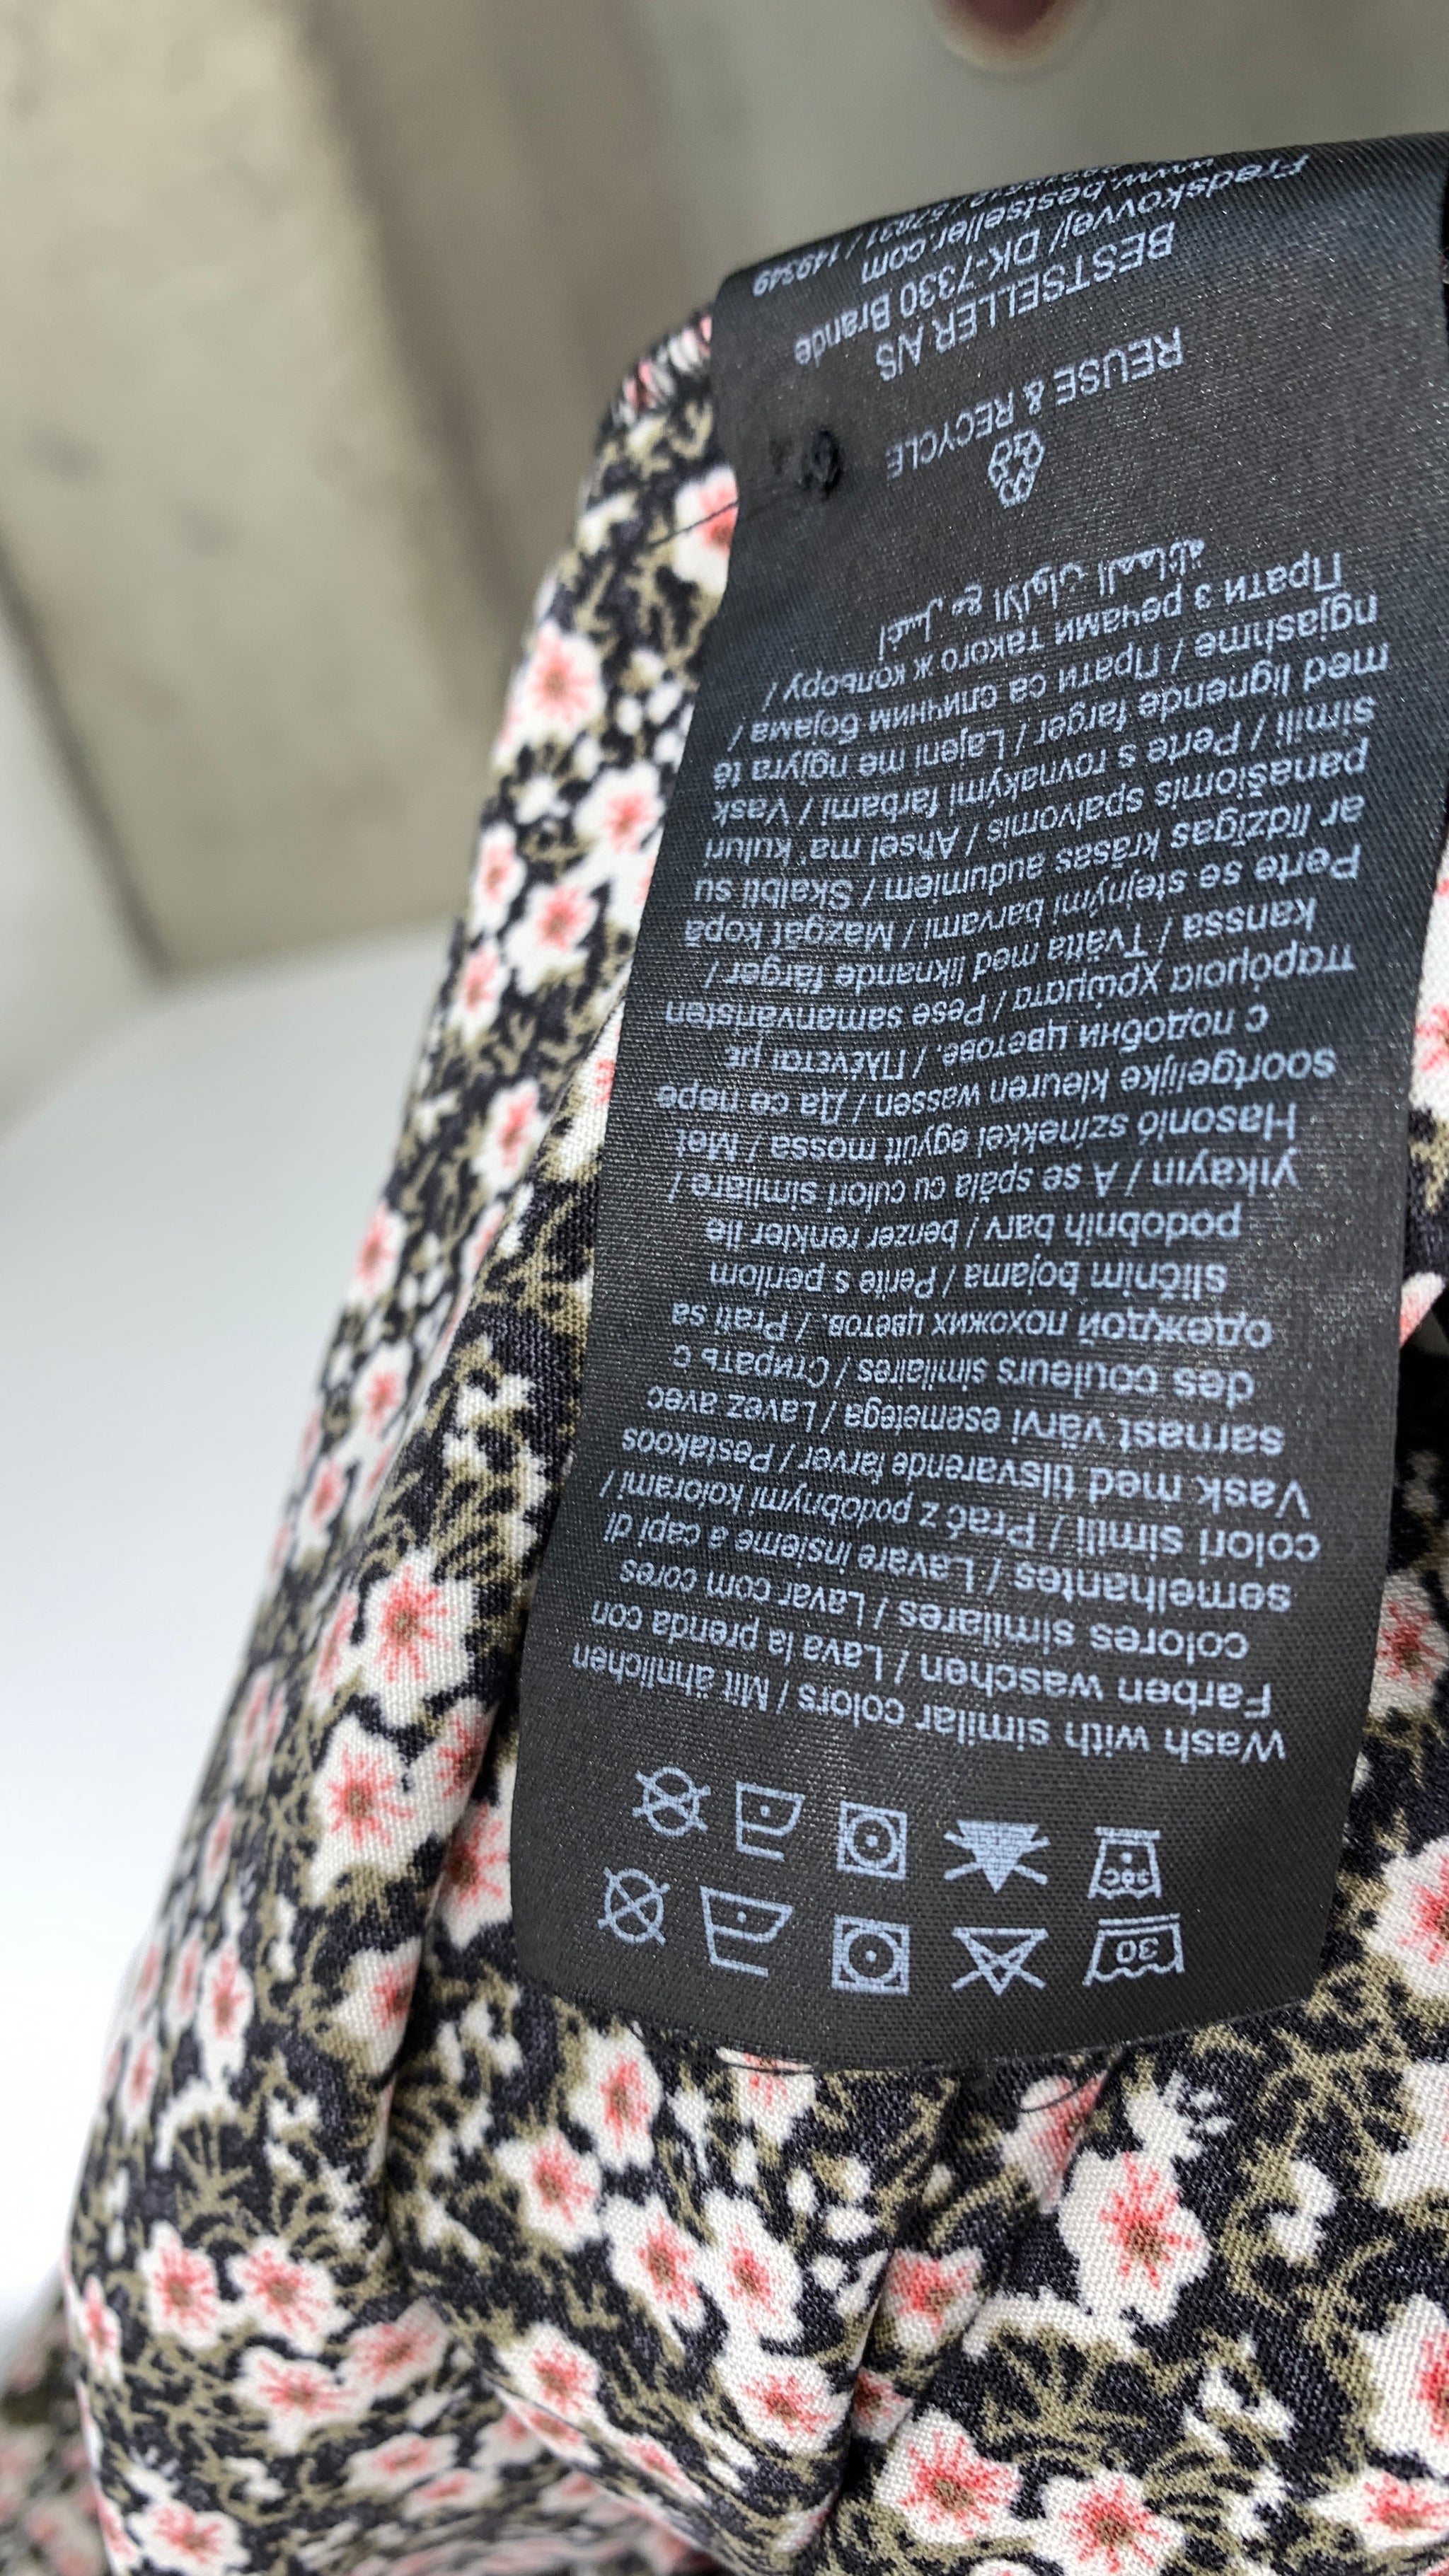 30
30C
Wash with similar colors / Mit ähnlichen
Farben waschen / Lava la prenda con
colores similares / Lavar com cores
semelhantes / Lavare insieme a capi di
colori simili / Prać z podobnymi kolorami /
Vask med tilsvarende farver / Pestakoos
sarnast värvi esemetega / Lavez avec
des couleurs similaires / Стирать с
одеждой похожих цветов. / Prati sa
sličnim bojama / Perite s perilom
podobnih barv / benzer renkler ile
yıkayın / A se spăla cu culori similare /
Hasonló színekkel együtt mossa / Met
soortgelijke kleuren wassen / Да се пере
с подобни цветове. / Πλένεται με
παρόμοια χρώματα / Pese samanväristen
kanssa / Tvätta med liknande färger /
Perte se stejnými barvami / Mazgāt kopā
ar līdzīgas krāsas audumiem / Skalbti su
panašiomis spalvomis / Aħsel ma' kuluri
simili / Perte s rovnakými farbami / Vask
med lignende farger / Lajeni me ngjyra të
ngjashme / Прати са сличним бојама /
Прати з речами такого ж кольору /
اغسل مع الألوان المماثلة
REUSE & RECYCLE
BESTSELLER A/S
Fredskovvej DK-7330 Brande
www.bestseller.com
/ 57921 / 149349